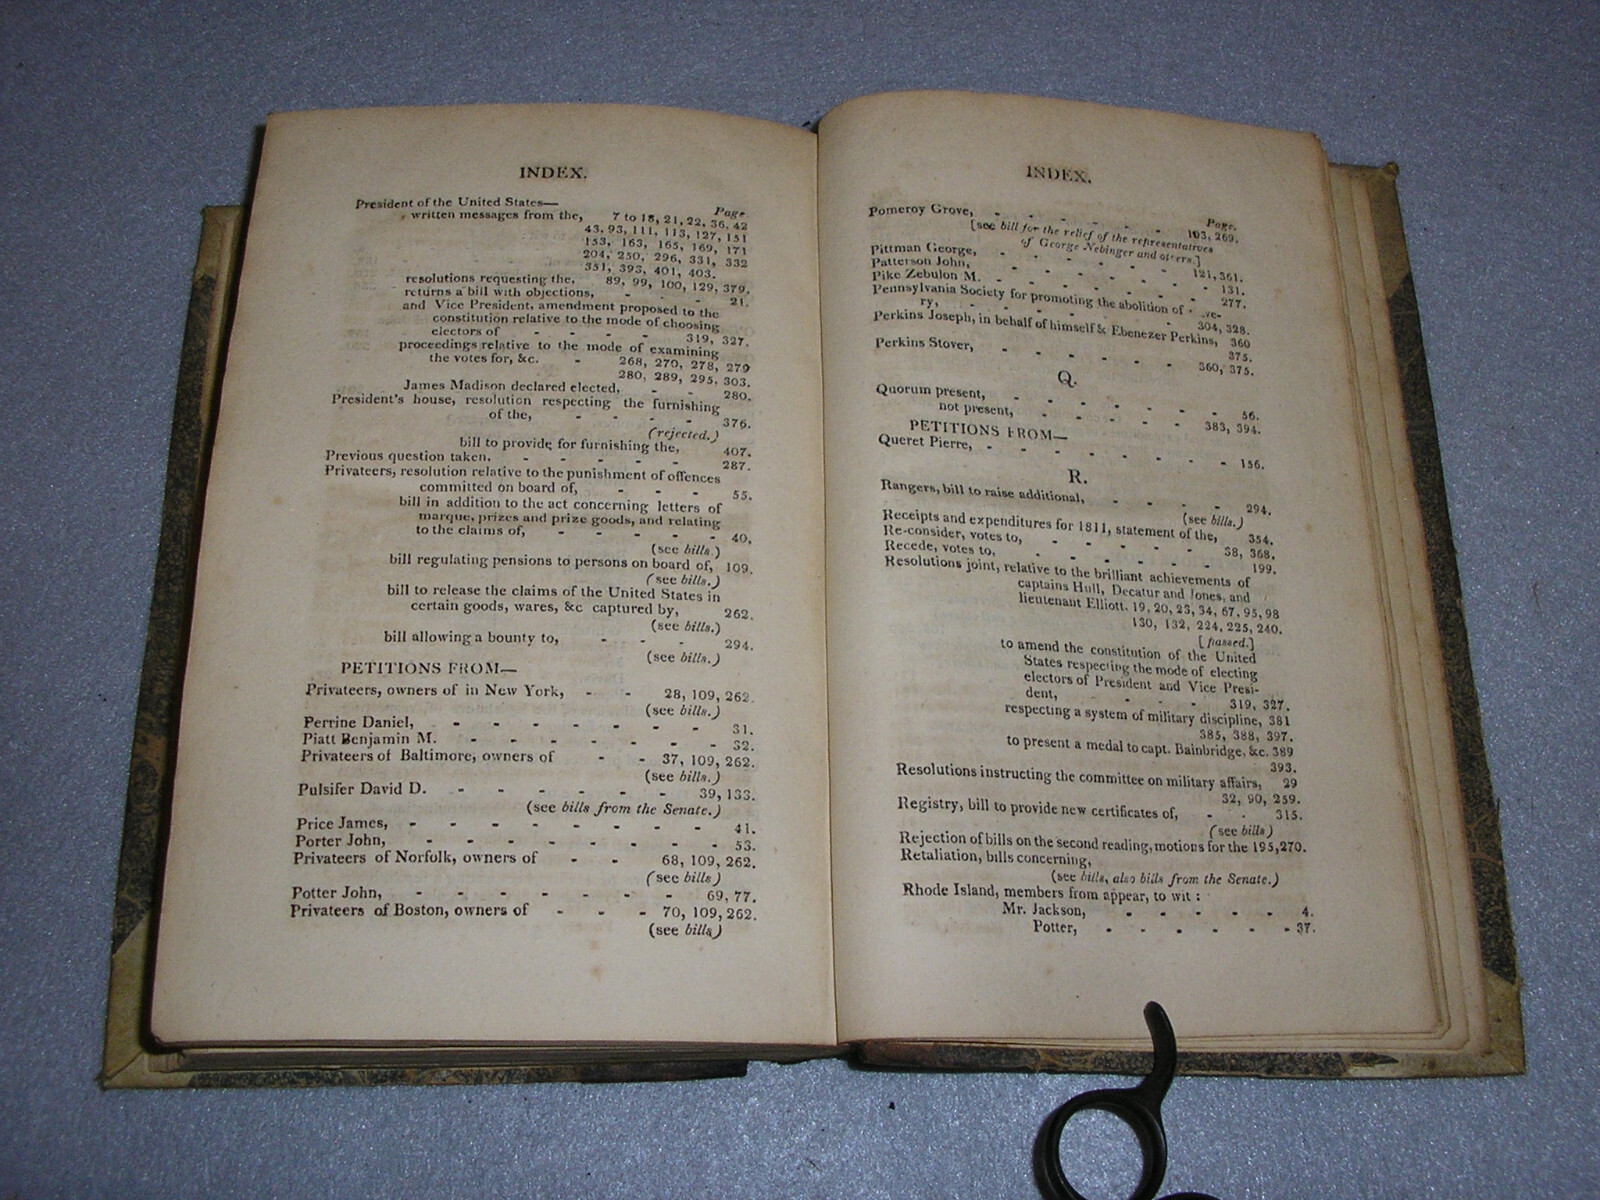 INDEX.
Page
President of the United States—
written messages from the, 7 to 18, 21, 22, 36, 42
43, 93, 111, 113, 127, 151
153, 163, 165, 169, 171
204, 250, 296, 331, 332
351, 393, 401, 403.
resolutions requesting the, 89, 99, 100, 129, 379.
returns a bill with objections, - - - 21.
and Vice President, amendment proposed to the
constitution relative to the mode of choosing
electors of - - - - 319, 327.
proceedings relative to the mode of examining
the votes for, &c. - 268, 270, 278, 279
280, 289, 295, 303.
James Madison declared elected, - - 280.
President's house, resolution respecting the furnishing
of the, - - - - - 376.
(rejected.)
bill to provide for furnishing the, 407.
Previous question taken. - - - - - 287.
Privateers, resolution relative to the punishment of offences
committed on board of, - - - 55.
bill in addition to the act concerning letters of
marque, prizes and prize goods, and relating
to the claims of, - - - - - 40,
(see bills.)
bill regulating pensions to persons on board of, 109.
(see bills.)
bill to release the claims of the United States in
certain goods, wares, &c captured by, 262.
(see bills.)
bill allowing a bounty to, - - - 294.
(see bills.)
PETITIONS FROM—
Privateers, owners of in New York, - - 28, 109, 262.
(see bills.)
Perrine Daniel, - - - - - - - 31.
Piatt Benjamin M. - - - - - - - 32.
Privateers of Baltimore, owners of - - 37, 109, 262.
(see bills.)
Pulsifer David D. - - - - - - 39, 133.
(see bills from the Senate.)
Price James, - - - - - - - - 41.
Porter John, - - - - - - - - 53.
Privateers of Norfolk, owners of - - 68, 109, 262.
(see bills)
Potter John, - - - - - - - 69, 77.
Privateers of Boston, owners of - - - 70, 109, 262.
(see bills)
INDEX.
Page.
Pomeroy Grove, - - - - - - 193, 269.
[see bill for the relief of the representatives
of George Nebinger and others.]
Pittman George, - - - - - - 121, 361.
Patterson John, - - - - - - - 131.
Pike Zebulon M. - - - - - - - 277.
Pennsylvania Society for promoting the abolition of
ry, - - - - - - 304, 328.
Perkins Joseph, in behalf of himself & Ebenezer Perkins, 360
375.
Perkins Stover, - - - - - - 360, 375.
Q.
Quorum present, - - - - - - - 56.
not present, - - - - - 383, 394.
PETITIONS FROM—
Queret Pierre, - - - - - - - - 156.
R.
Rangers, bill to raise additional, - - - - 294.
(see bills.)
Receipts and expenditures for 1811, statement of the, 354.
Re-consider, votes to, - - - - - 38, 368.
Recede, votes to, - - - - - - 199.
Resolutions joint, relative to the brilliant achievements of
captains Hull, Decatur and Jones, and
lieutenant Elliott. 19, 20, 23, 34, 67, 95, 98
130, 132, 224, 225, 240.
[passed.]
to amend the constitution of the United
States respecting the mode of electing
electors of President and Vice Presi-
dent, - - - 319, 327.
respecting a system of military discipline, 381
385, 388, 397.
to present a medal to capt. Bainbridge, &c. 389
393.
Resolutions instructing the committee on military affairs, 29
32, 90, 259.
Registry, bill to provide new certificates of, - - 315.
(see bills)
Rejection of bills on the second reading, motions for the 195,270.
Retaliation, bills concerning,
(see bills, also bills from the Senate.)
Rhode Island, members from appear, to wit :
Mr. Jackson, - - - - - 4.
Potter, - - - - - - 37.